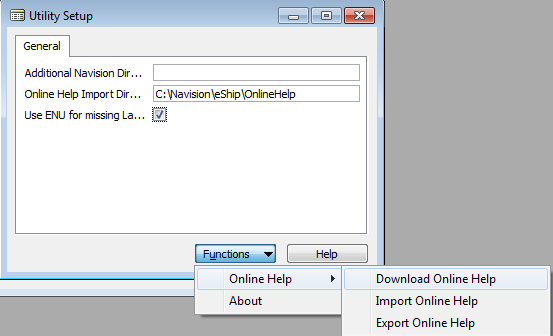 Utility Setup
General
Additional Navision Dir...
Online Help Import Dir... C:\Navision\eShip\OnlineHelp
Use ENU for missing La...
Functions Help
Online Help Download Online Help
About Import Online Help
Export Online Help